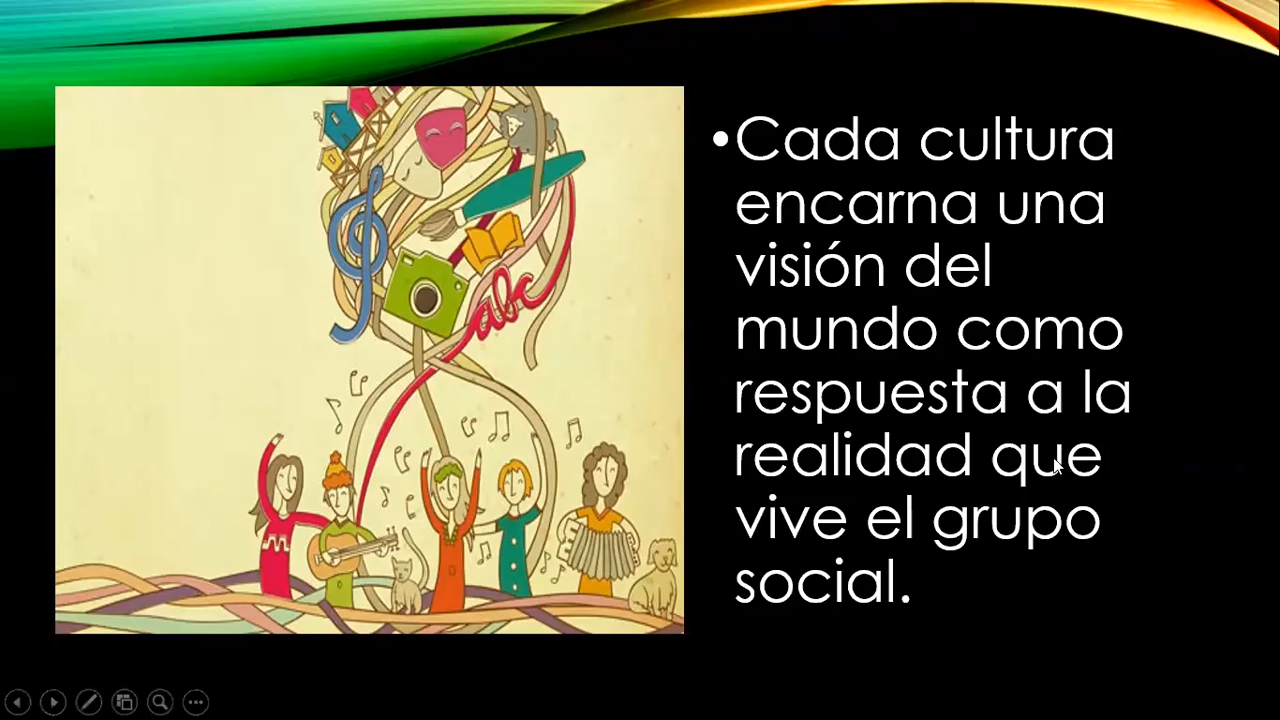 •Cada cultura
encarna una
visión del
mundo como
respuesta a la
realidad que
vive el grupo
social.
abc